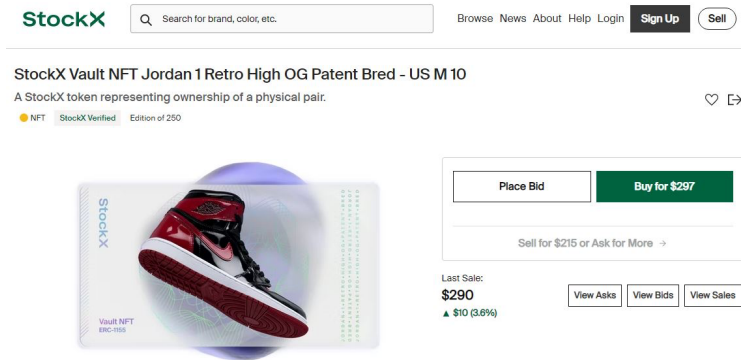 StockX
Search for brand, color, etc.
Browse News About Help Login Sign Up Sell
StockX Vault NFT Jordan 1 Retro High OG Patent Bred - US M 10
A StockX token representing ownership of a physical pair.
NFT StockX Verified Edition of 250
StockX
Vault NFT
ERC-1155
Place Bid Buy for $297
Sell for $215 or Ask for More →
Last Sale:
$290
▲ $10 (3.6%)
View Asks View Bids View Sales